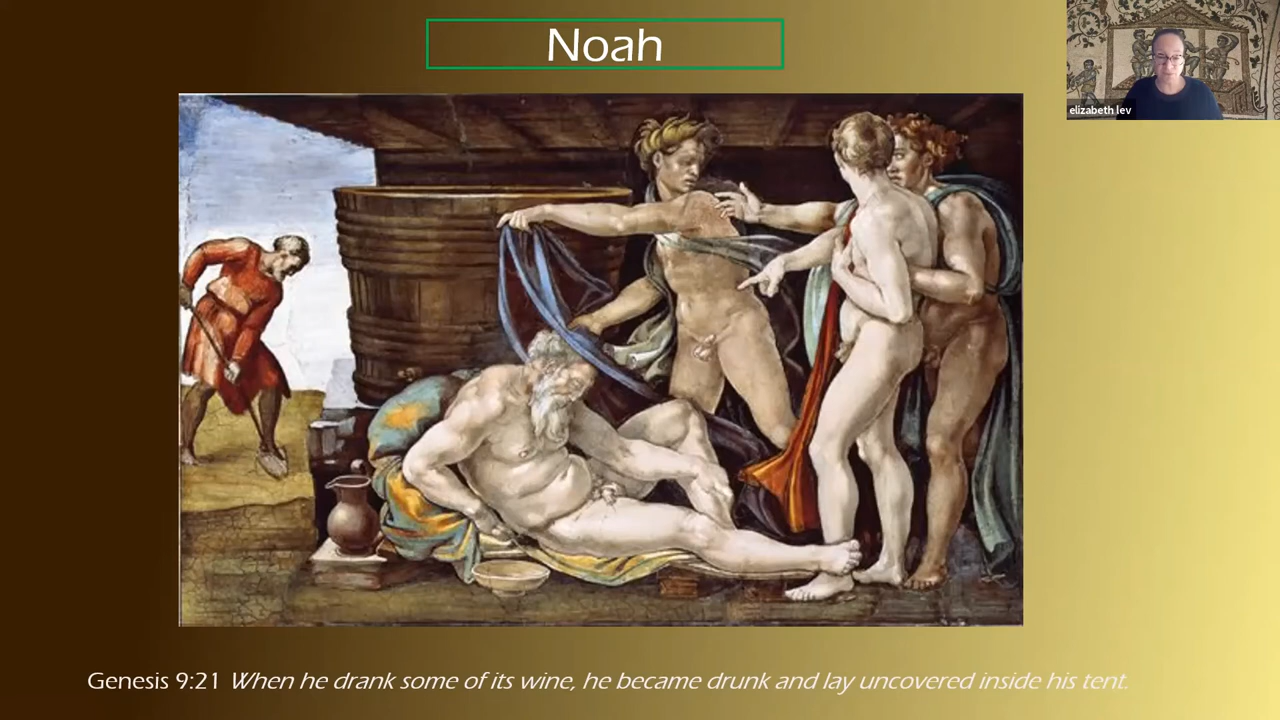 Noah
elizabeth lev
Genesis 9:21 When he drank some of its wine, he became drunk and lay uncovered inside his tent.